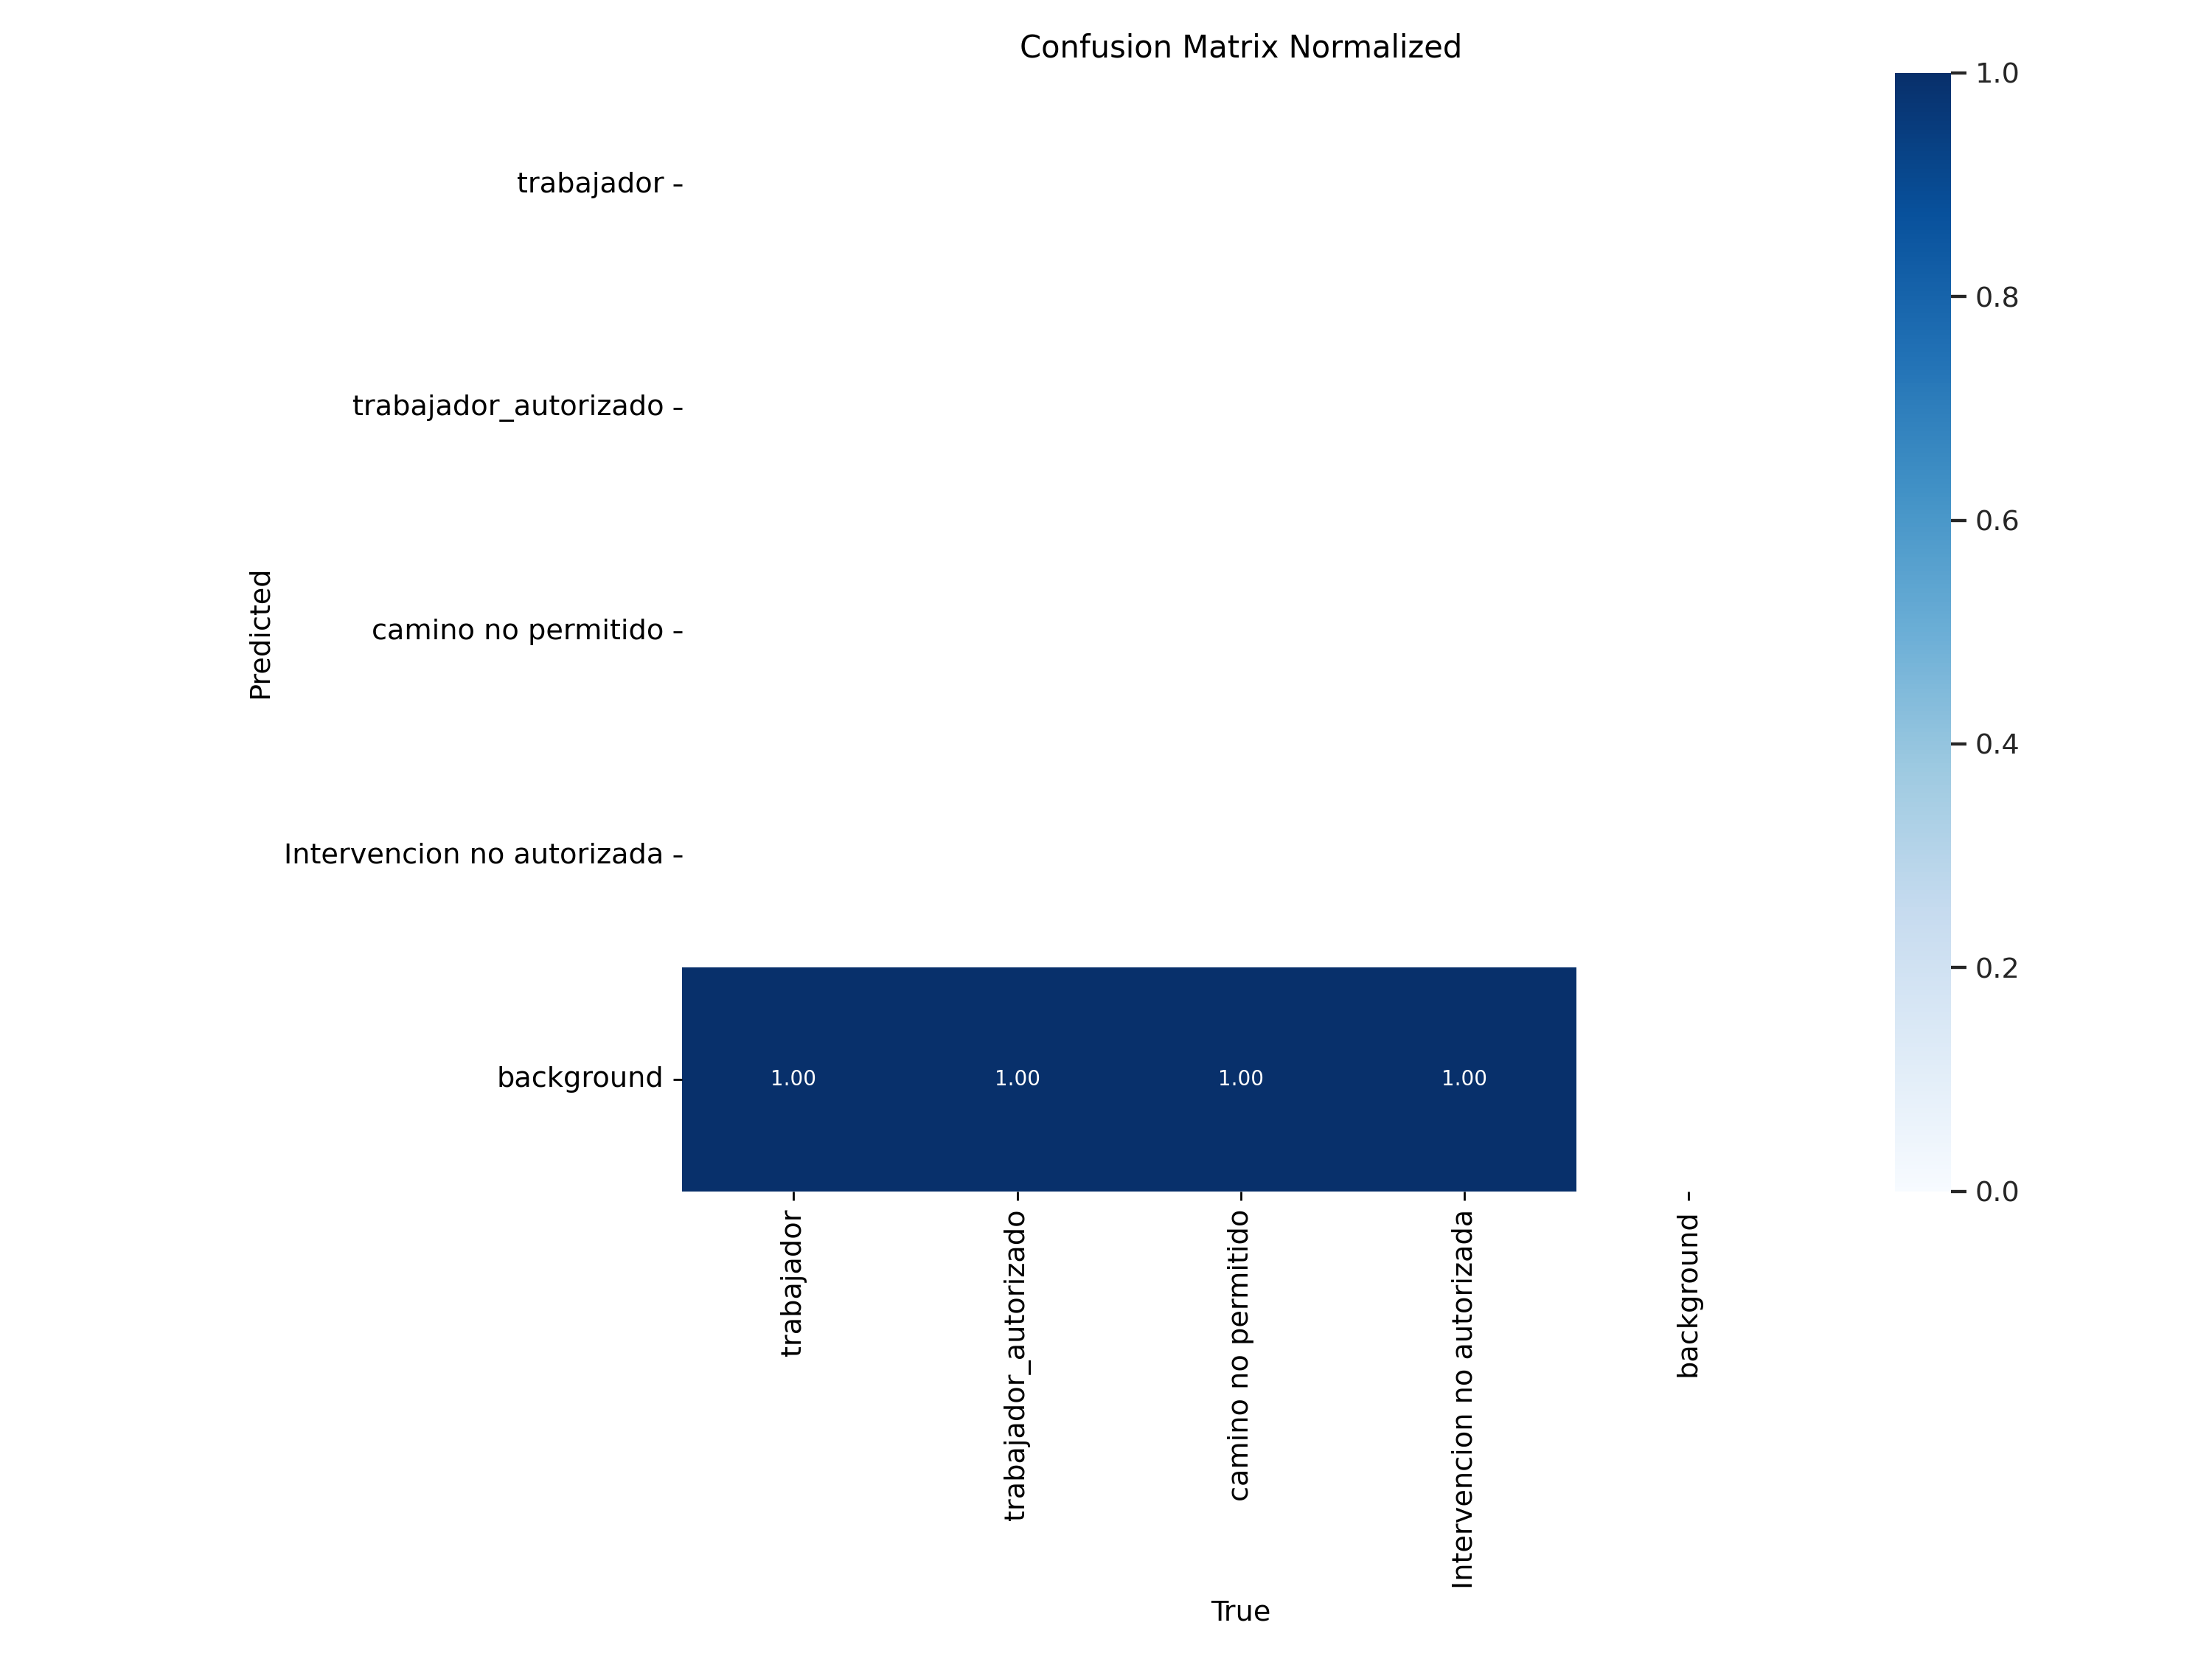 Confusion Matrix Normalized
trabajador
trabajador_autorizado
camino no permitido
Intervencion no autorizada
background
Predicted
1.00 1.00 1.00 1.00
trabajador
trabajador_autorizado
camino no permitido
Intervencion no autorizada
background
True
1.0
0.8
0.6
0.4
0.2
0.0